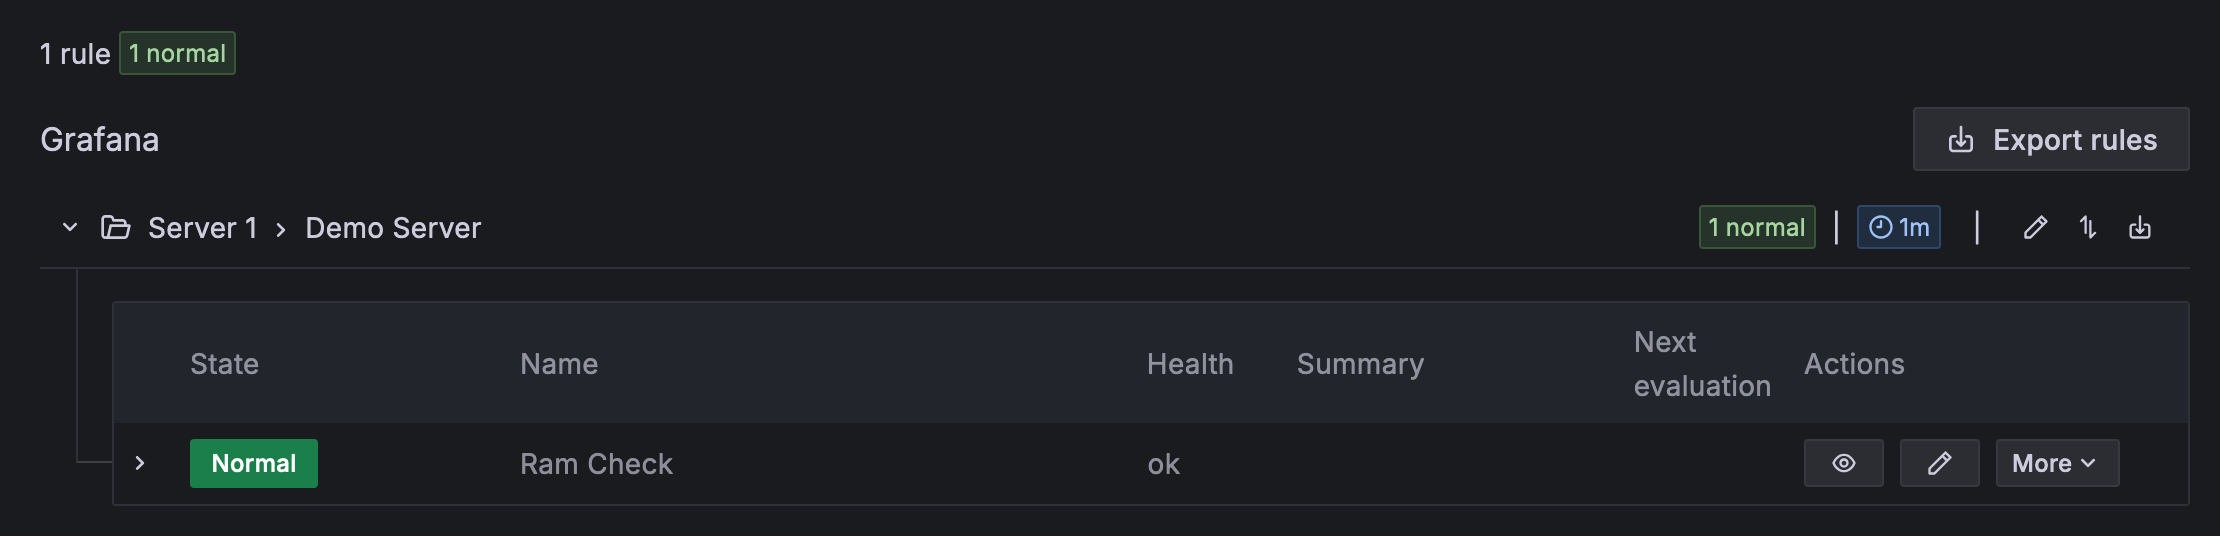 1 rule 1 normal
Grafana
Export rules
Server 1 › Demo Server
1 normal | 1m |
State Name Health Summary Next evaluation Actions
Normal Ram Check ok More